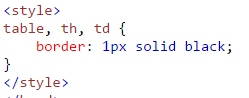 <style>
table, th, td {
    border: 1px solid black;
}
</style>